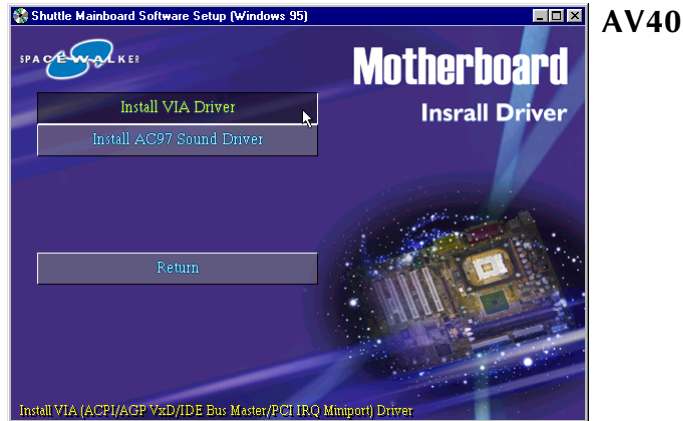 Shuttle Mainboard Software Setup (Windows 95)
AV40
SPACEWALKER
Motherboard
Insrall Driver
Install VIA Driver
Install AC97 Sound Driver
Return
Install VIA (ACPI/AGP VxD/IDE Bus Master/PCI IRQ Miniport) Driver